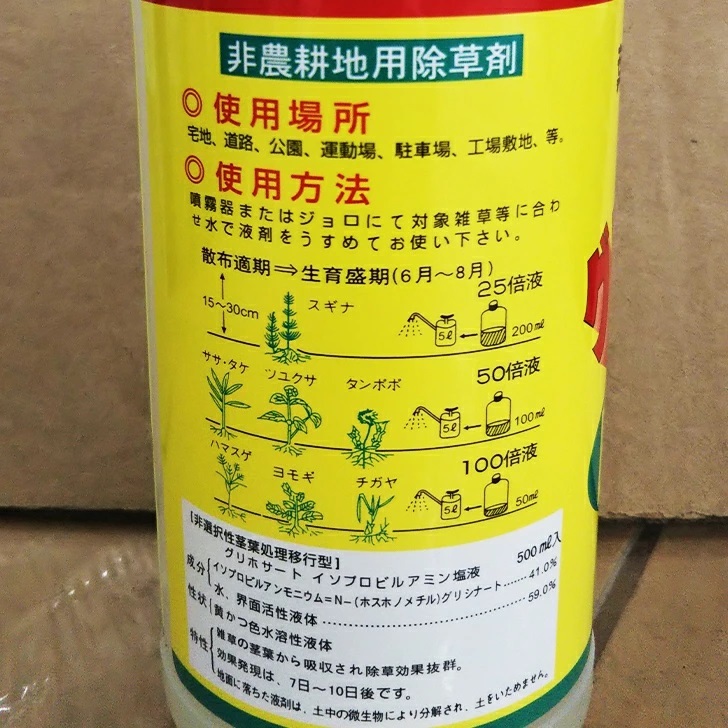 非農耕地用除草剤
◎使用場所
宅地、道路、公園、運動場、駐車場、工場敷地、等。
◎使用方法
噴霧器またはジョロにて対象雑草等に合わ
せ水で液剤をうすめてお使い下さい。
散布適期⇒生育盛期(6月～8月)
25倍液
15～30cm
スギナ
5ℓ
200mℓ
ササ・タケ ツユクサ タンポポ
50倍液
5ℓ
100mℓ
ハマスゲ ヨモギ チガヤ
100倍液
5ℓ
50mℓ
[非選択性茎葉処理移行型]
500mℓ入
グリホサート イソプロピルアミン塩液
成分 イソプロピルアンモニウム=N-(ホスホノメチル)グリシナート……41.0%
水、界面活性液体……59.0%
性状 黄かつ色水溶性液体
特性 雑草の茎葉から吸収され除草効果抜群。
効果発現は、7日～10日後です。
地面に落ちた液剤は、土中の微生物により分解され、土をいためません。